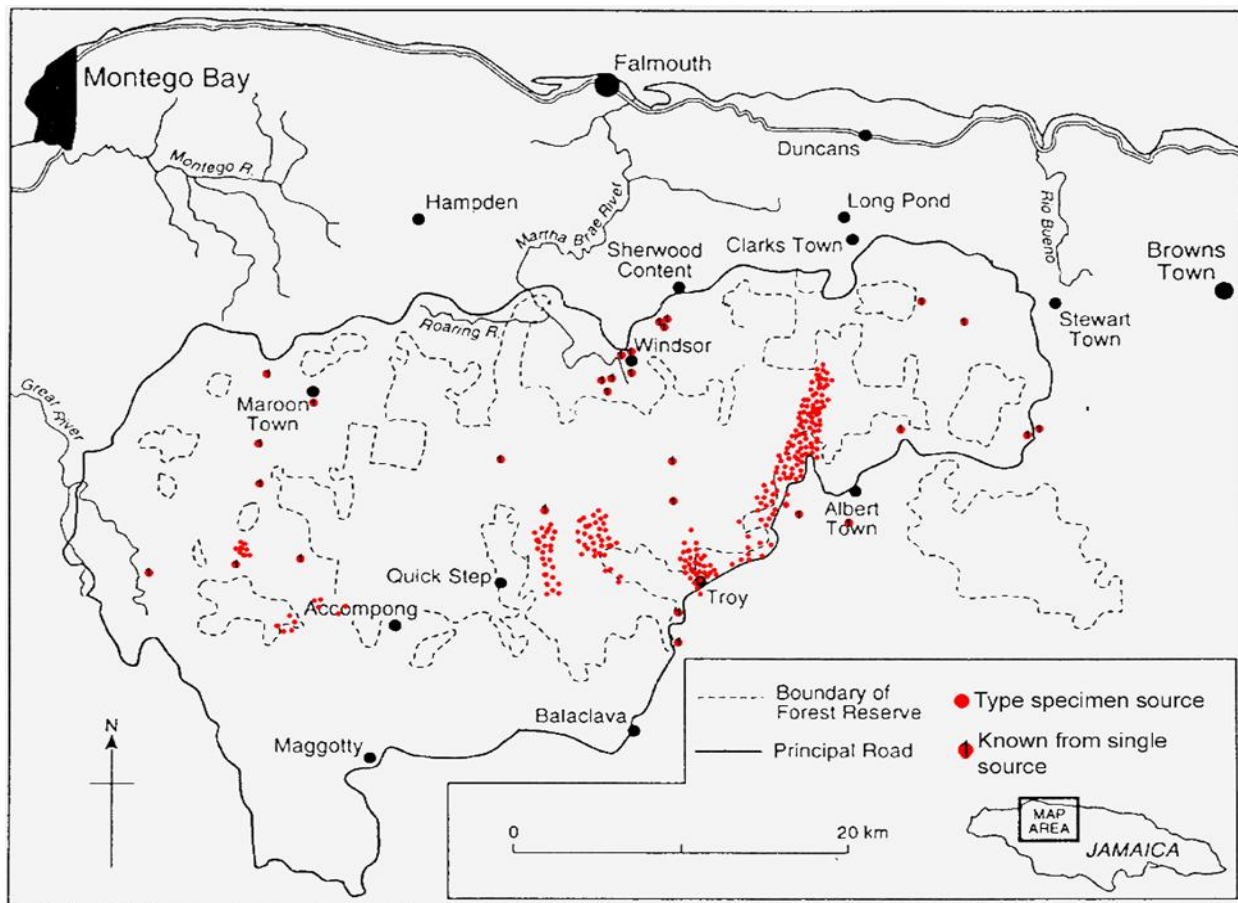 Montego Bay
Falmouth
Duncans
Montego R.
Hampden
Martha Brae River
Long Pond
Clarks Town
Sherwood
Content
Rio Bueno
Browns
Town
Stewart
Town
Roaring R.
Windsor
Great River
Maroon
Town
Albert
Town
Quick Step
Troy
Accompong
Balaclava
Maggotty
N
Boundary of
Forest Reserve
Principal Road
Type specimen source
1 Known from single
source
0 20 km
MAP
AREA
JAMAICA